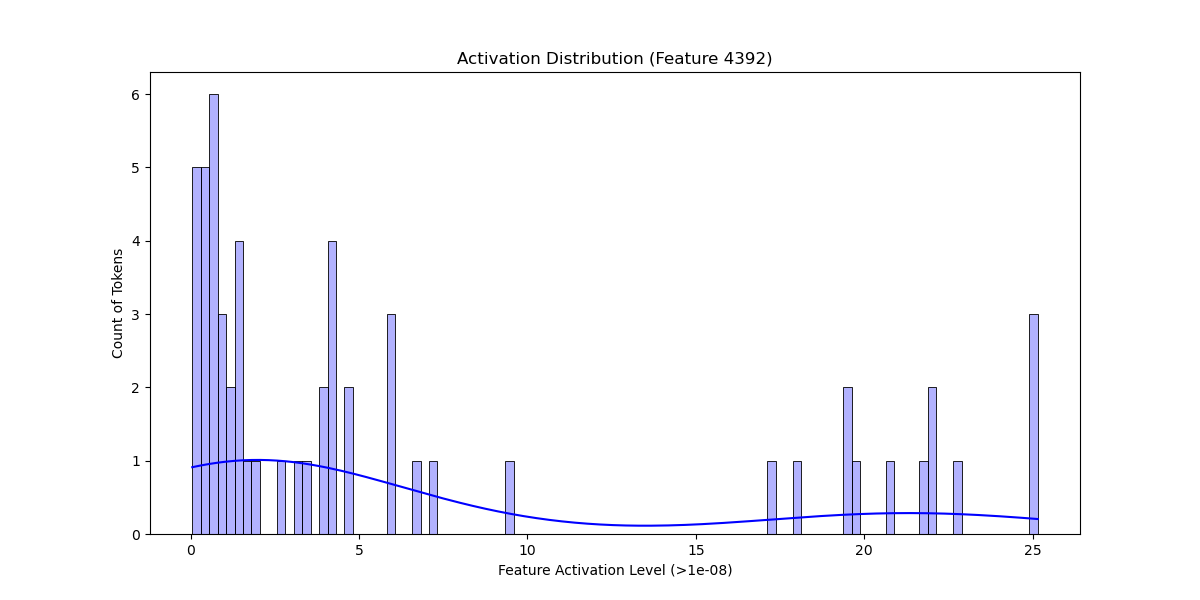 Activation Distribution (Feature 4392)
Count of Tokens
6
5
4
3
2
1
0
0 5 10 15 20 25
Feature Activation Level (>1e-08)